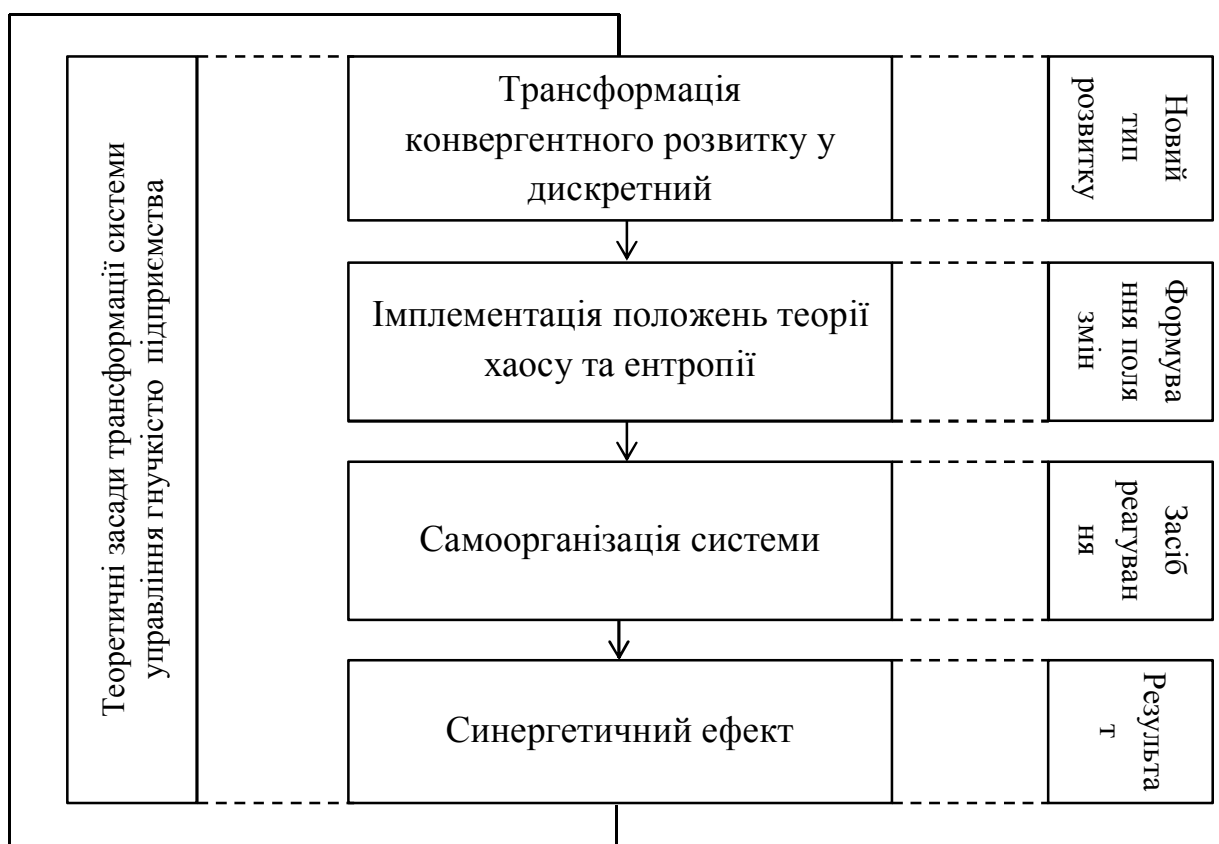 Теоретичні засади трансформації системи
управління гнучкістю підприємства
Трансформація
конвергентного розвитку у
дискретний
Новий
тип
розвитку
Імплементація положень теорії
хаосу та ентропії
Формува
ння поля
змін
Самоорганізація системи
Засіб
реагуван
ня
Синергетичний ефект
Результа
т